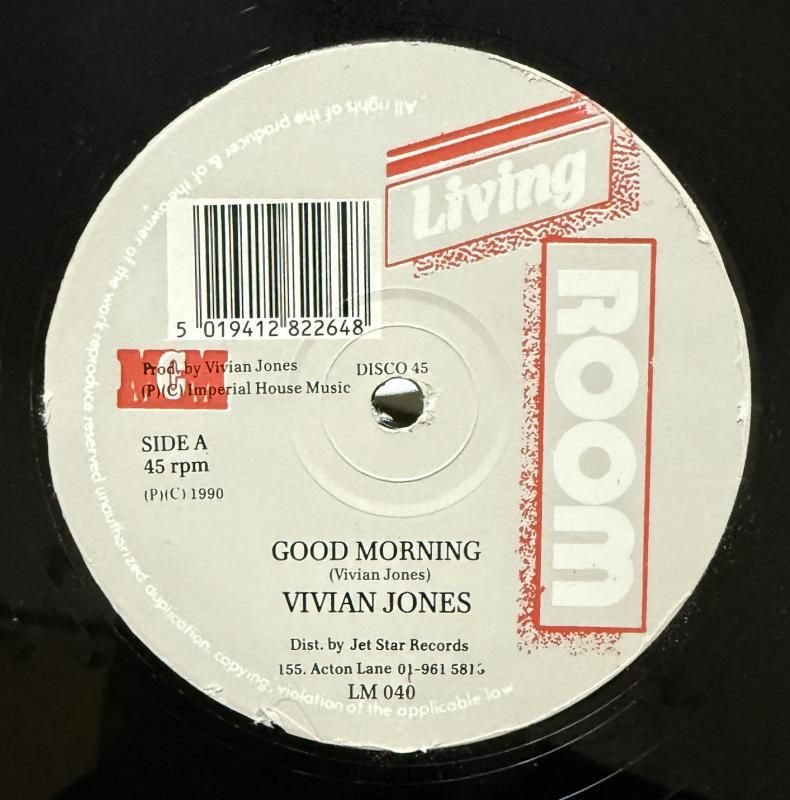 All rights of the producer & of the owner of the work reproduce reserved unauthorized duplication, copying, violation of the applicable law
Living
ROOM
5 019412 822648
Prod. by Vivian Jones
DISCO 45
(P)(C) Imperial House Music
SIDE A
45 rpm
(P)(C) 1990
GOOD MORNING
(Vivian Jones)
VIVIAN JONES
Dist. by Jet Star Records
155. Acton Lane 01-961
LM 040